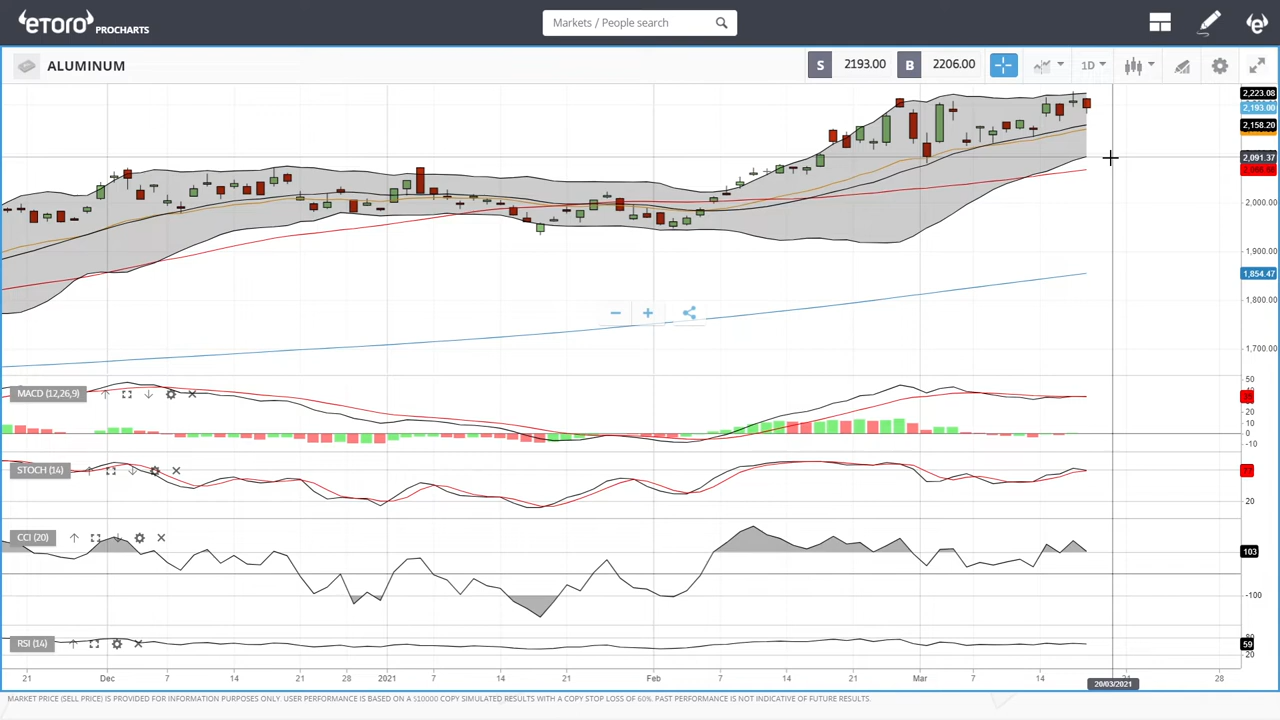 eToro PROCHARTS
Markets / People search
ALUMINUM
S 2193.00 B 2206.00
1D
2,223.08
2,193.00
2,158.20
2,091.37
2,000.00
1,900.00
1,854.47
1,800.00
1,700.00
MACD (12,26,9)
50
20
10
0
-10
STOCH (14)
20
CCI (20)
103
-100
RSI (14)
59
20
21 Dec 7 14 21 28 2021 7 14 21 Feb 7 14 21 Mar 7 14 28
20/03/2021
MARKET PRICE (SELL PRICE) IS PROVIDED FOR INFORMATION PURPOSES ONLY. USER PERFORMANCE IS BASED ON A $10000 COPY SIMULATED RESULTS WITH A COPY STOP LOSS OF 60%. PAST PERFORMANCE IS NOT INDICATIVE OF FUTURE RESULTS.